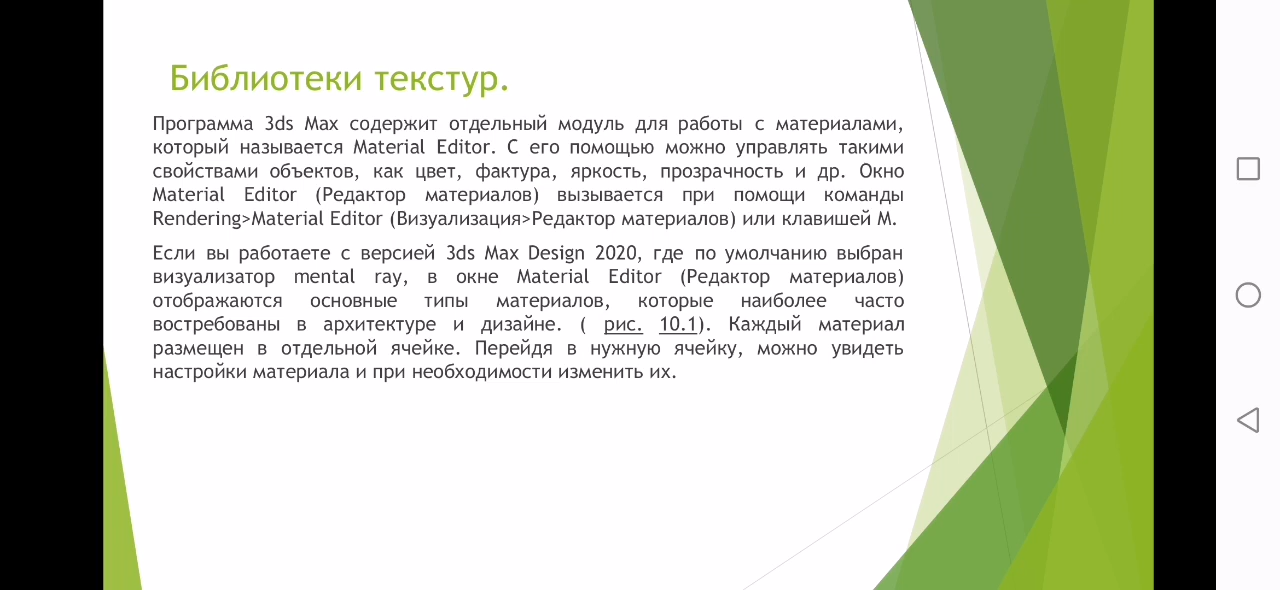 Библиотеки текстур.
Программа 3ds Max содержит отдельный модуль для работы с материалами,
который называется Material Editor. С его помощью можно управлять такими
свойствами объектов, как цвет, фактура, яркость, прозрачность и др. Окно
Material Editor (Редактор материалов) вызывается при помощи команды
Rendering>Material Editor (Визуализация>Редактор материалов) или клавишей M.
Если вы работаете с версией 3ds Max Design 2020, где по умолчанию выбран
визуализатор mental ray, в окне Material Editor (Редактор материалов)
отображаются основные типы материалов, которые наиболее часто
востребованы в архитектуре и дизайне. ( рис. 10.1). Каждый материал
размещен в отдельной ячейке. Перейдя в нужную ячейку, можно увидеть
настройки материала и при необходимости изменить их.